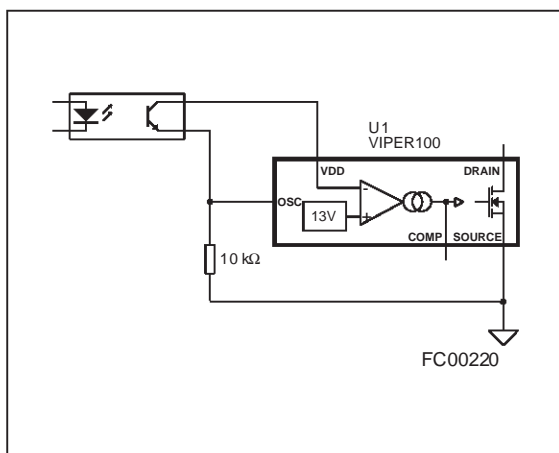 U1
VIPER100
VDD
DRAIN
OSC
-
13V
+
COMP
SOURCE
10 kΩ
FC00220